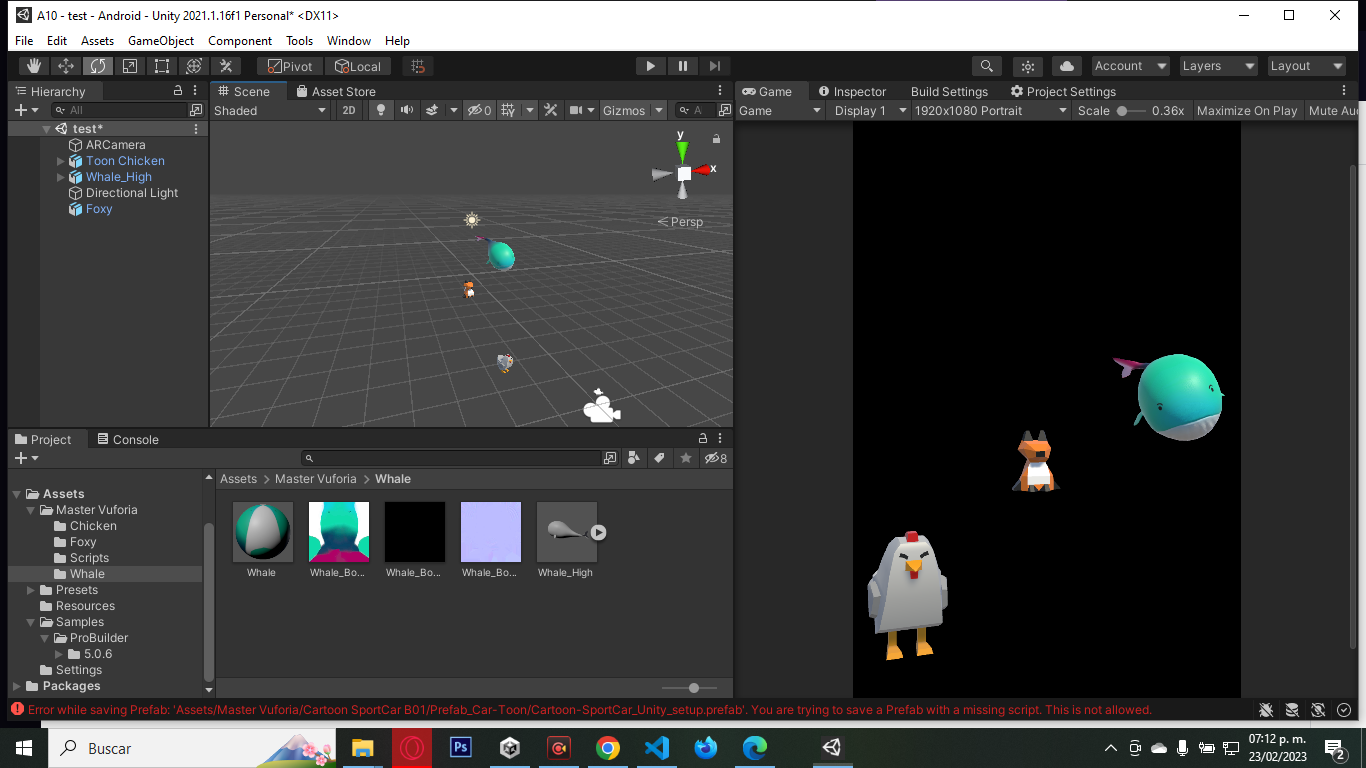 A10 - test - Android - Unity 2021.1.16f1 Personal* <DX11>
File Edit Assets GameObject Component Tools Window Help
Pivot Local Account Layers Layout
Hierarchy
All
test*
ARCamera
Toon Chicken
Whale_High
Directional Light
Foxy
Scene Asset Store
Shaded 2D 0 Gizmos A
y
x
Persp
Game Inspector Build Settings Project Settings
Game Display 1 1920x1080 Portrait Scale 0.36x Maximize On Play Mute Au
Project Console
8
Assets
Master Vuforia
Chicken
Foxy
Scripts
Whale
Presets
Resources
Samples
ProBuilder
5.0.6
Settings
Packages
Assets > Master Vuforia > Whale
Whale Whale_Bo... Whale_Bo... Whale_Bo... Whale_High
Error while saving Prefab: 'Assets/Master Vuforia/Cartoon SportCar B01/Prefab_Car-Toon/Cartoon-SportCar_Unity_setup.prefab'. You are trying to save a Prefab with a missing script. This is not allowed.
Buscar
Ps
07:12 p. m.
23/02/2023
2